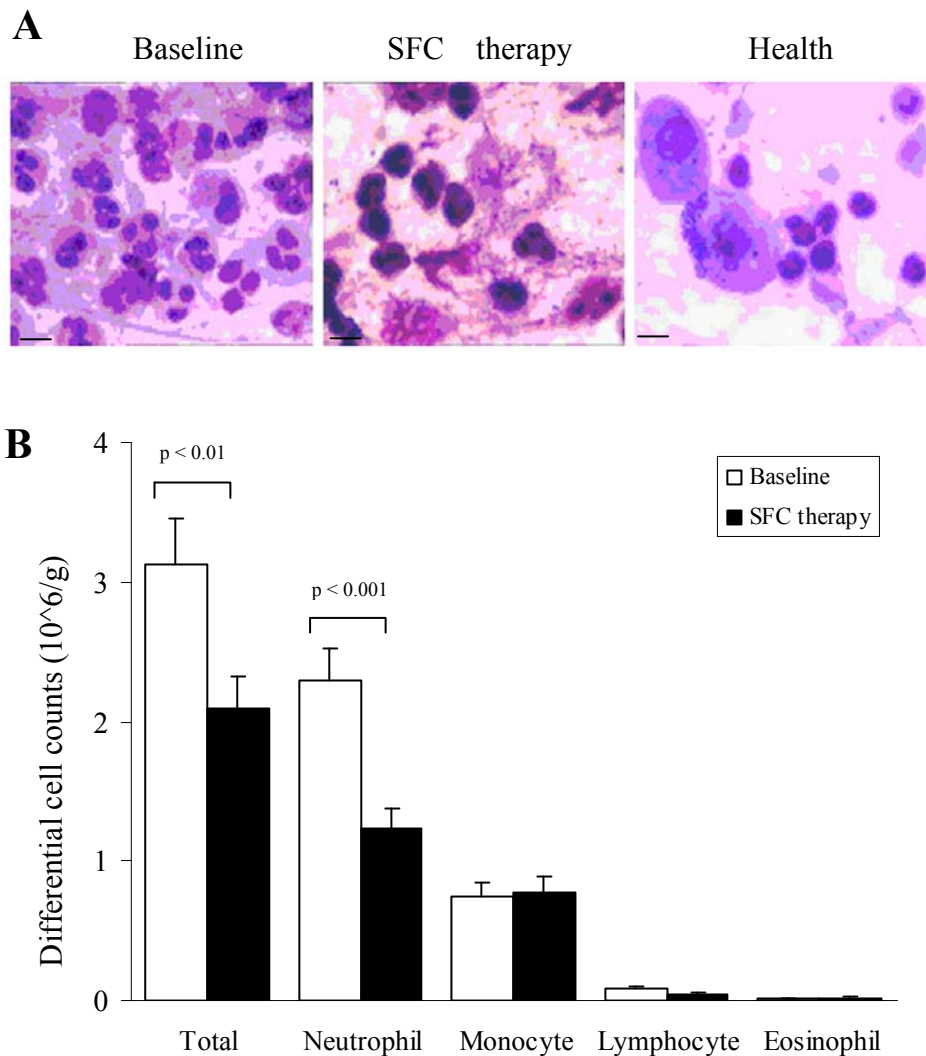 A
Baseline SFC therapy Health
B
Differential cell counts (10^6/g)
4
3
2
1
0
p < 0.01
p < 0.001
Baseline
SFC therapy
Total Neutrophil Monocyte Lymphocyte Eosinophil